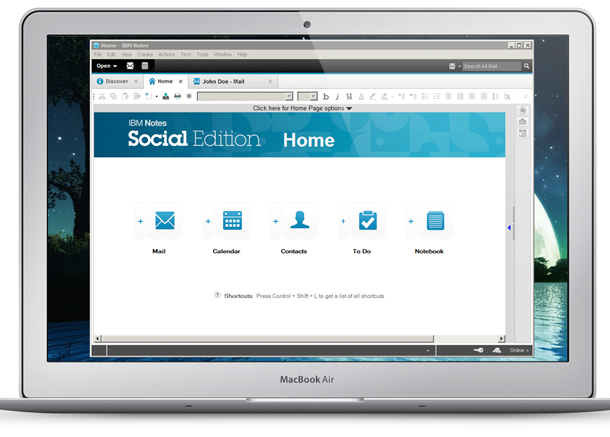 Home - IBM Notes
File Edit View Create Actions Text Tools Window Help
Open
Search All Mail
Discover
Home
John Doe - Mail
Click here for Home Page options
IBM Notes
Social Edition Home
Mail Calendar Contacts To Do Notebook
Shortcuts: Press Control + Shift + L to get a list of all shortcuts
Online
MacBook Air